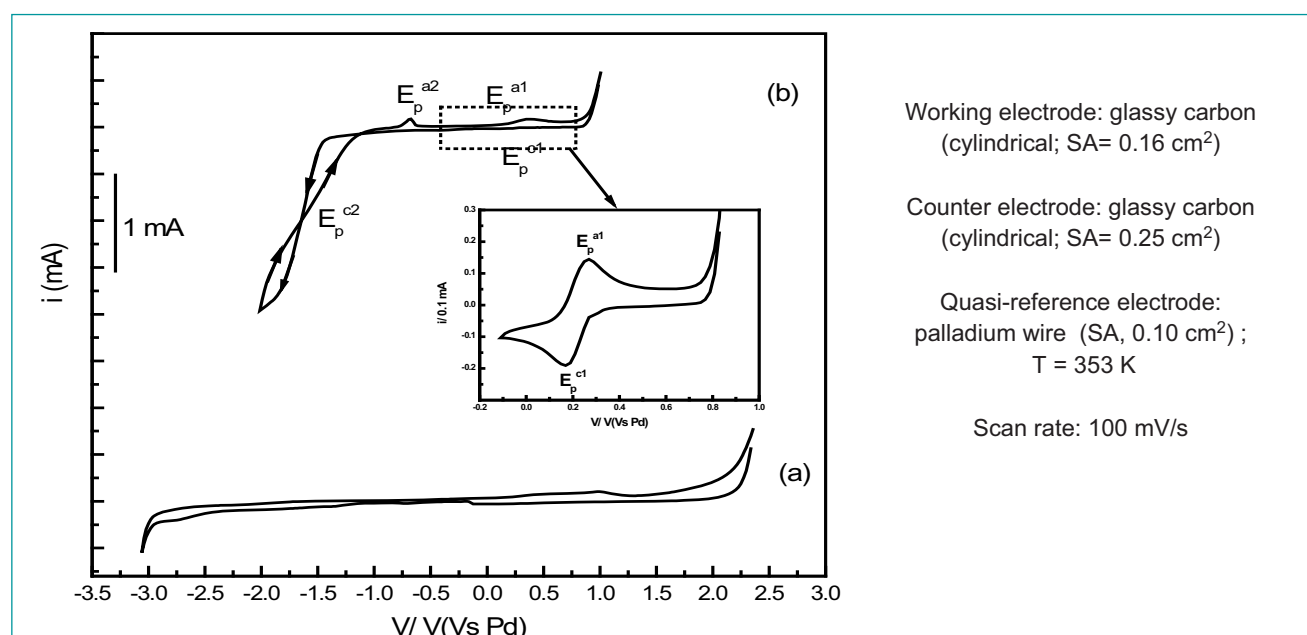 E_p^a2
E_p^a1
(b)
E_p^c1
E_p^c2
1 mA
i (mA)
0.3
0.2
0.1
0.0
-0.1
-0.2
i/ 0.1 mA
E_p^a1
E_p^c1
-0.2 0.0 0.2 0.4 0.6 0.8 1.0
V/ V(Vs Pd)
(a)
-3.5 -3.0 -2.5 -2.0 -1.5 -1.0 -0.5 0.0 0.5 1.0 1.5 2.0 2.5 3.0
V/ V(Vs Pd)
Working electrode: glassy carbon
(cylindrical; SA= 0.16 cm²)
Counter electrode: glassy carbon
(cylindrical; SA= 0.25 cm²)
Quasi-reference electrode:
palladium wire (SA, 0.10 cm²) ;
T = 353 K
Scan rate: 100 mV/s